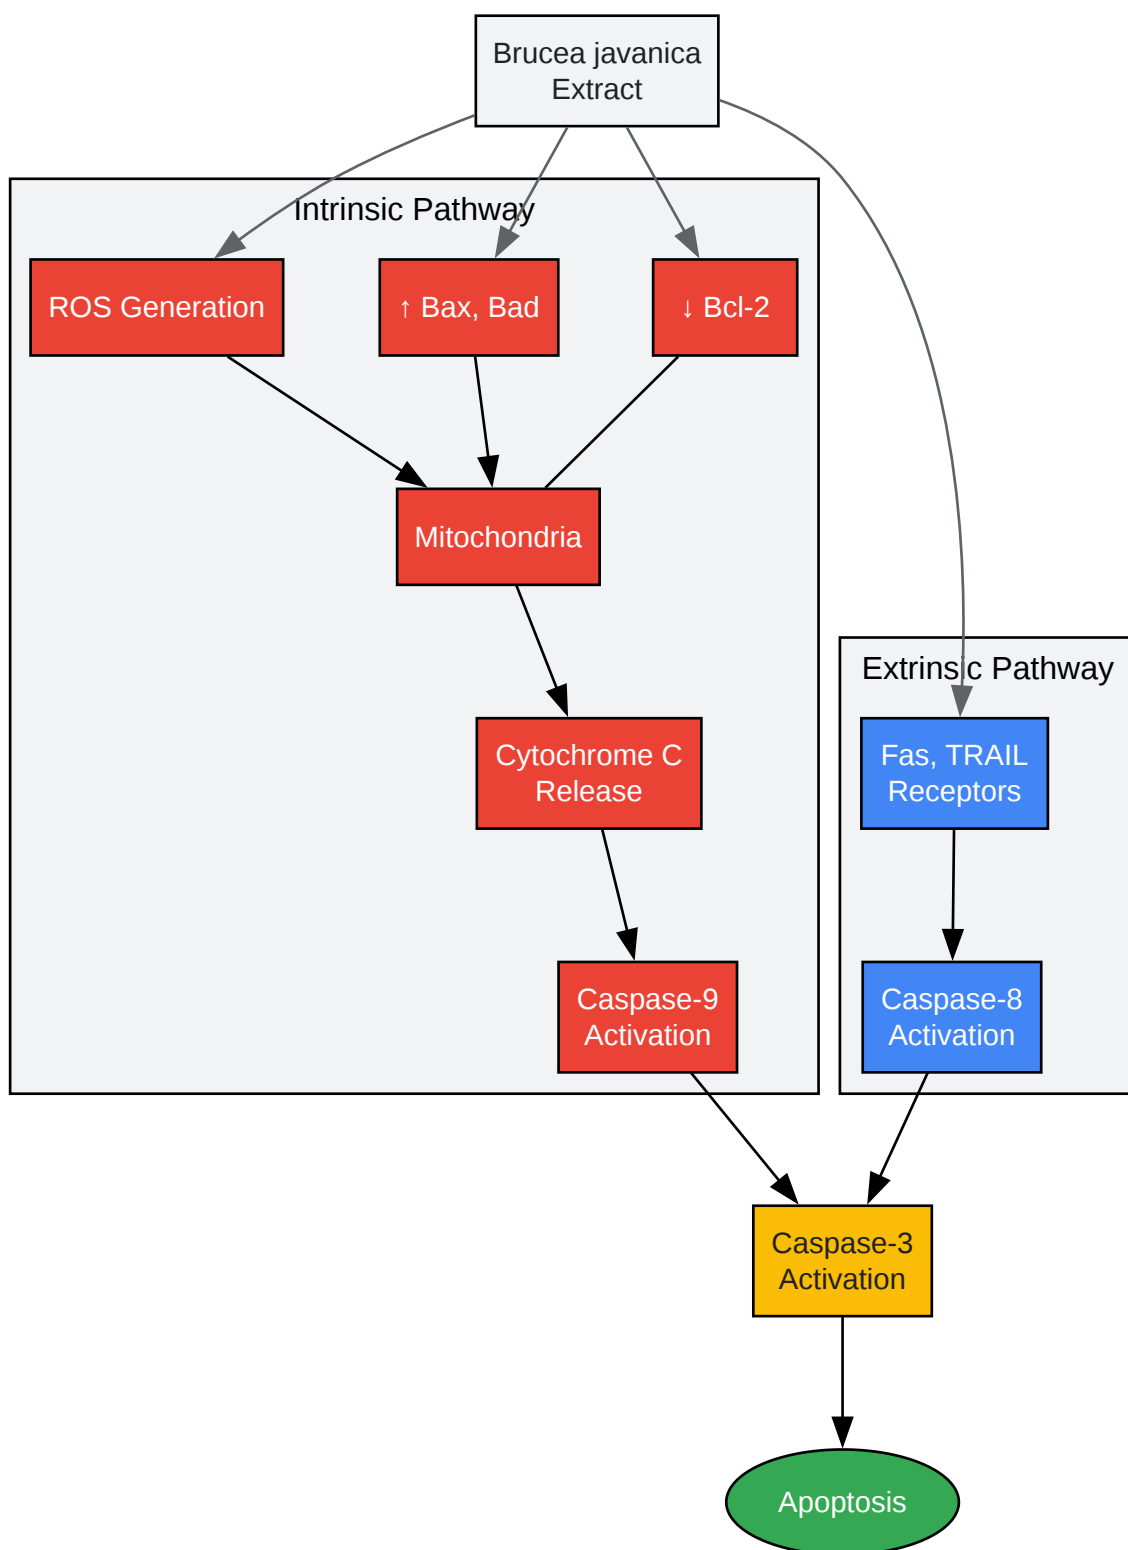 Brucea javanica
Extract
Intrinsic Pathway
ROS Generation
↑ Bax, Bad
↓ Bcl-2
Mitochondria
Extrinsic Pathway
Cytochrome C
Release
Fas, TRAIL
Receptors
Caspase-9
Activation
Caspase-8
Activation
Caspase-3
Activation
Apoptosis